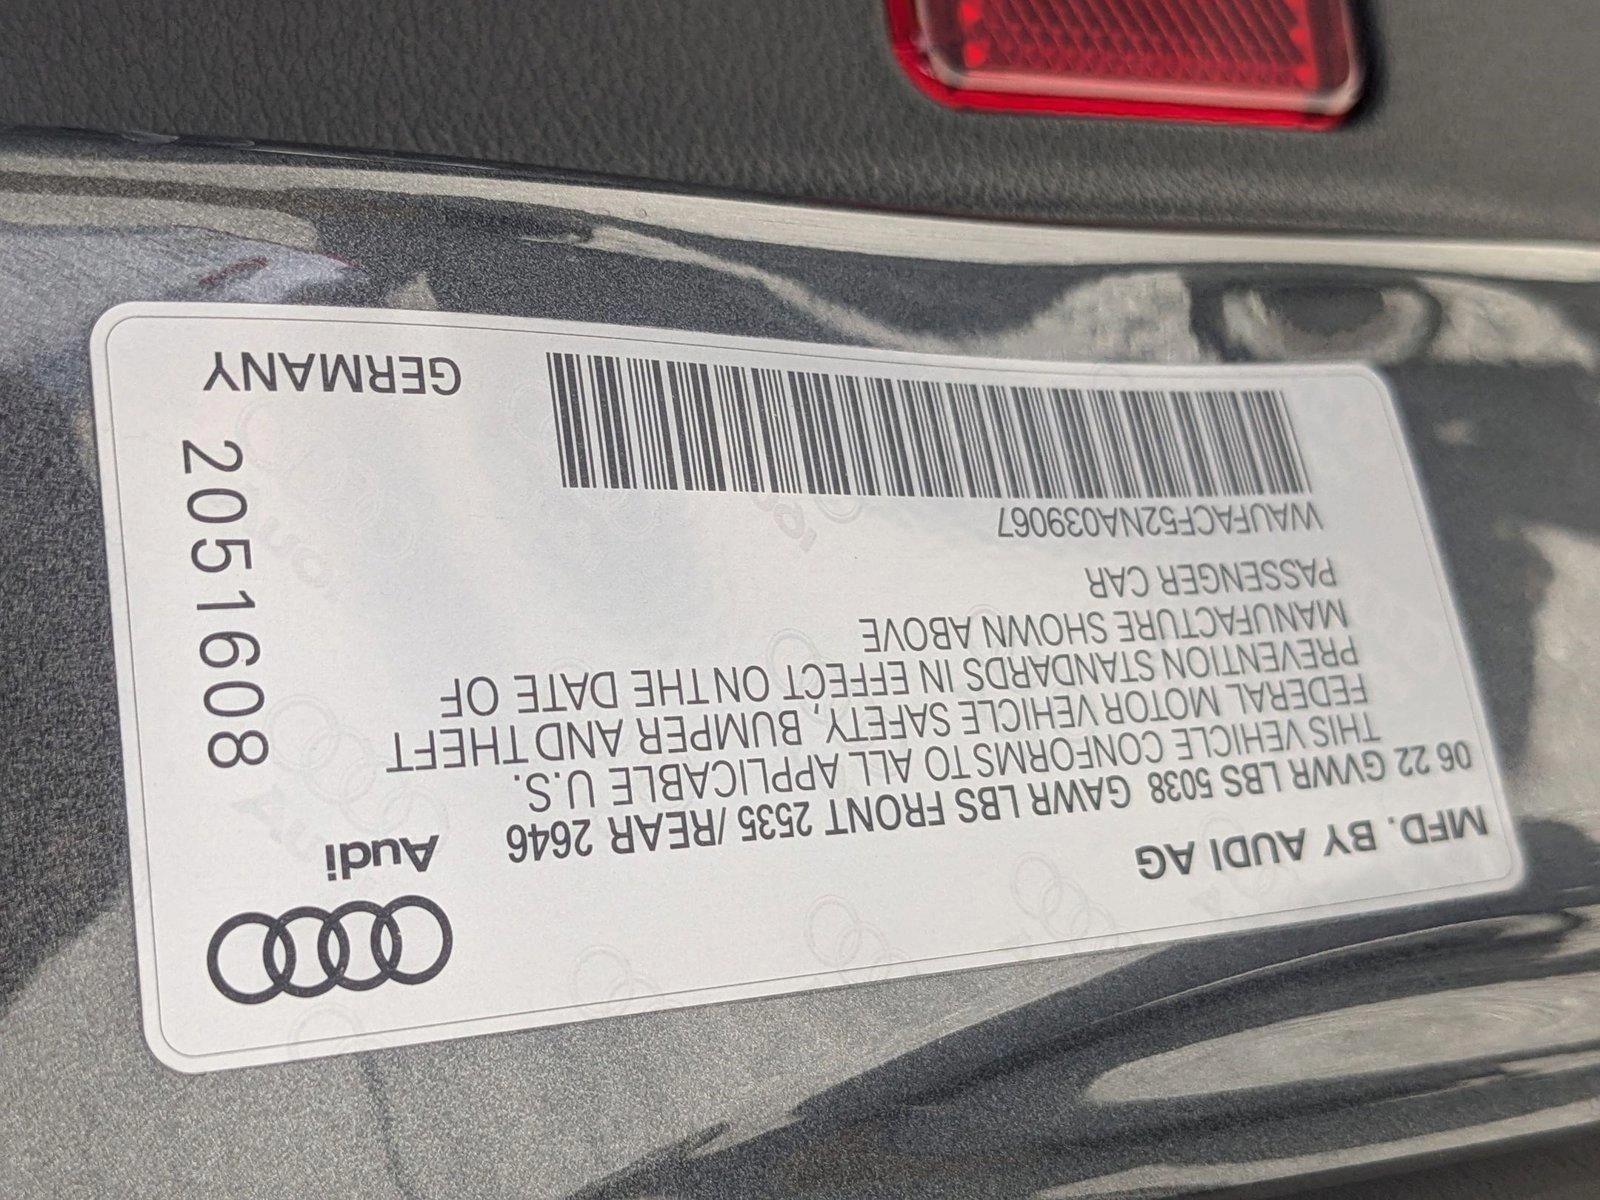 MFD. BY AUDI AG
Audi
06 22 GVWR LBS 5038 GAWR LBS FRONT 2535 / REAR 2646
THIS VEHICLE CONFORMS TO ALL APPLICABLE U.S.
FEDERAL MOTOR VEHICLE SAFETY, BUMPER AND THEFT
PREVENTION STANDARDS IN EFFECT ON THE DATE OF
MANUFACTURE SHOWN ABOVE
PASSENGER CAR
WAUFACF52NA039067
GERMANY
2051608